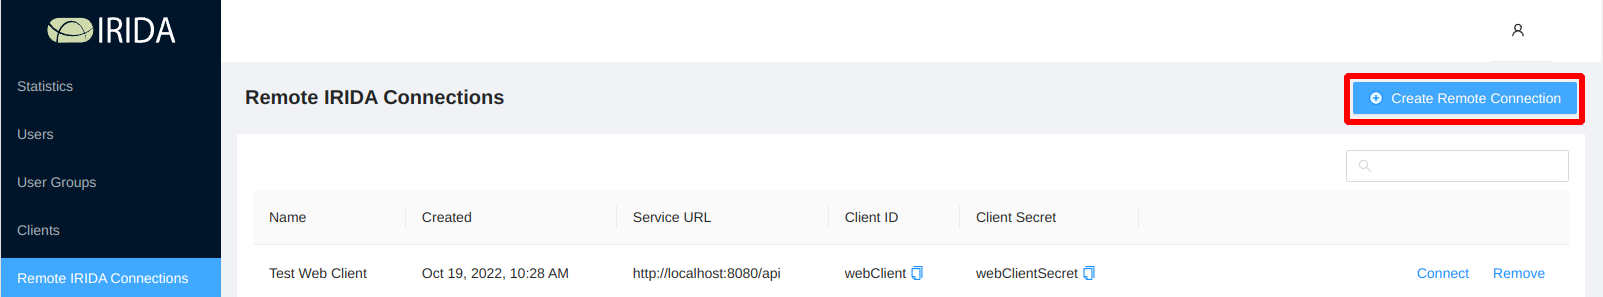 IRIDA
Statistics
Users
User Groups
Clients
Remote IRIDA Connections
Remote IRIDA Connections
Create Remote Connection
Name Created Service URL Client ID Client Secret
Test Web Client Oct 19, 2022, 10:28 AM http://localhost:8080/api webClient webClientSecret Connect Remove